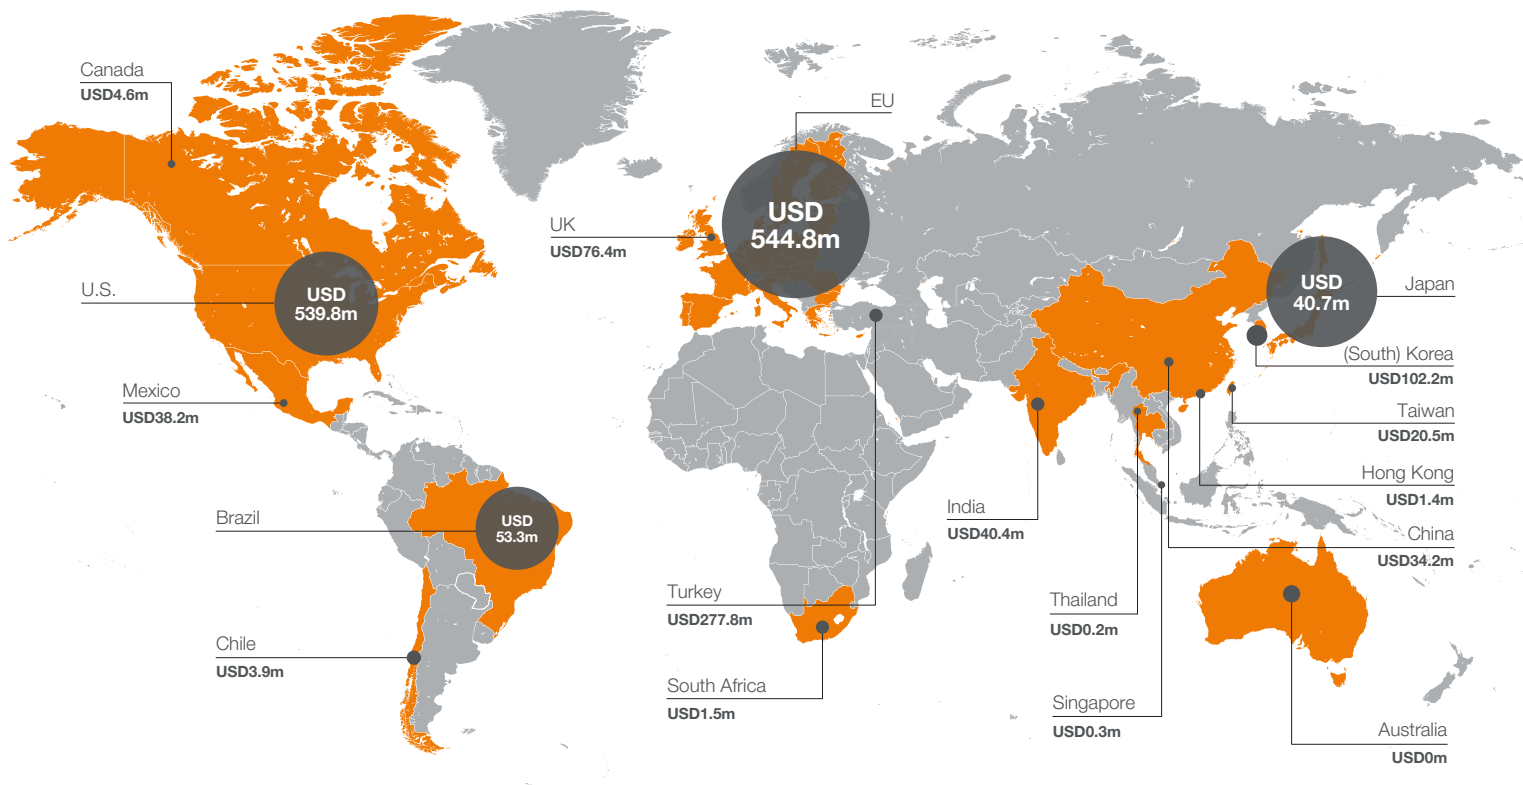 Canada
USD4.6m
EU
USD
544.8m
UK
USD76.4m
U.S.
USD
539.8m
USD
40.7m
Japan
(South) Korea
USD102.2m
Mexico
USD38.2m
Taiwan
USD20.5m
Hong Kong
USD1.4m
Brazil
USD
53.3m
India
USD40.4m
China
USD34.2m
Turkey
USD277.8m
Thailand
USD0.2m
Chile
USD3.9m
South Africa
USD1.5m
Singapore
USD0.3m
Australia
USD0m